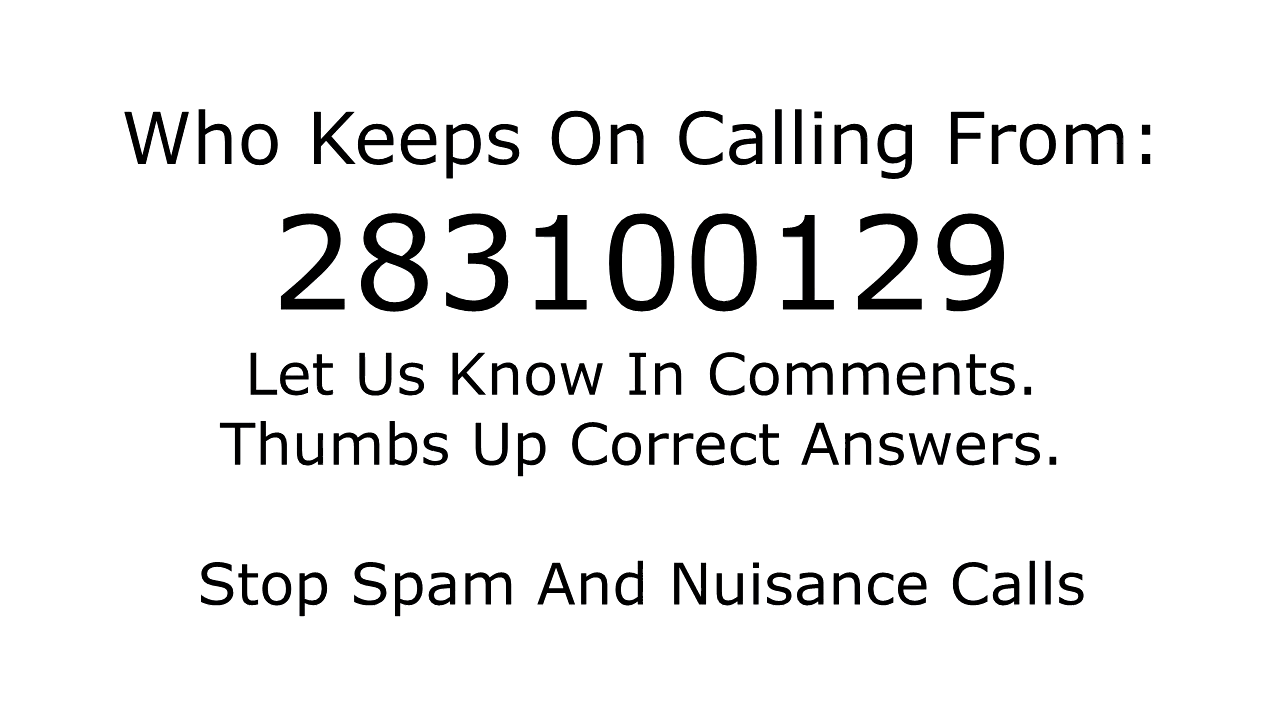 Who Keeps On Calling From:
283100129
Let Us Know In Comments.
Thumbs Up Correct Answers.
Stop Spam And Nuisance Calls